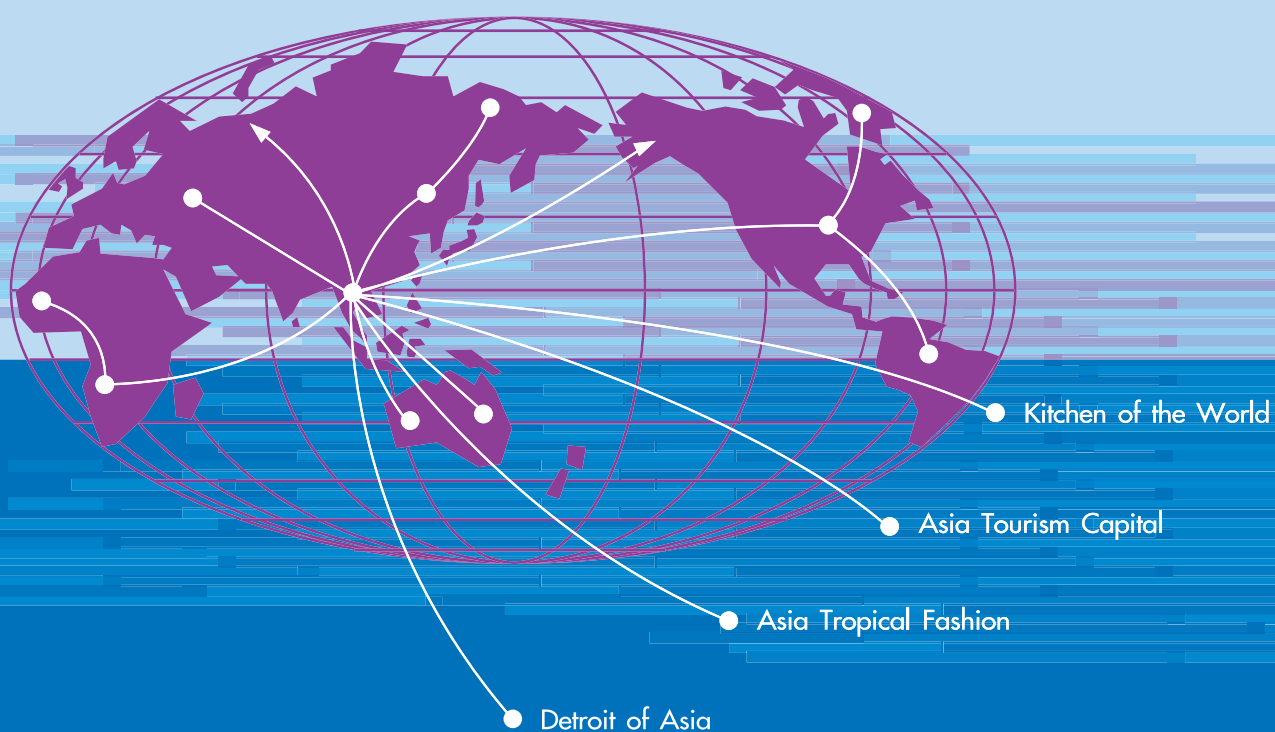 Kitchen of the World
Asia Tourism Capital
Asia Tropical Fashion
Detroit of Asia